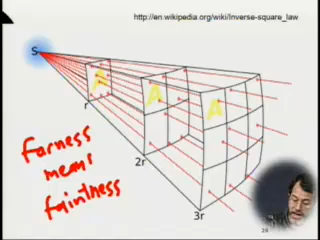 http://en.wikipedia.org/wiki/Inverse-square_law
S
A A A
r
2r
3r
farness
means
faintness